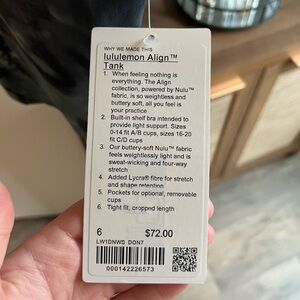 WHY WE MADE THIS
lululemon Align™
Tank
1. When feeling nothing is
everything. The Align
collection, powered by Nulu™
fabric, is so weightless and
buttery soft, all you feel is
your practice
2. Built-in shelf bra intended to
provide light support. Sizes
0-14 fit A/B cups, sizes 16-20
fit C/D cups
3. Our buttery-soft Nulu™ fabric
feels weightlessly light and is
sweat-wicking and four-way
stretch
4. Added Lycra® fibre for stretch
and shape retention
5. Pockets for optional, removable
cups
6. Tight fit, cropped length
6 $72.00
LW1DNWS DON7
000142226573